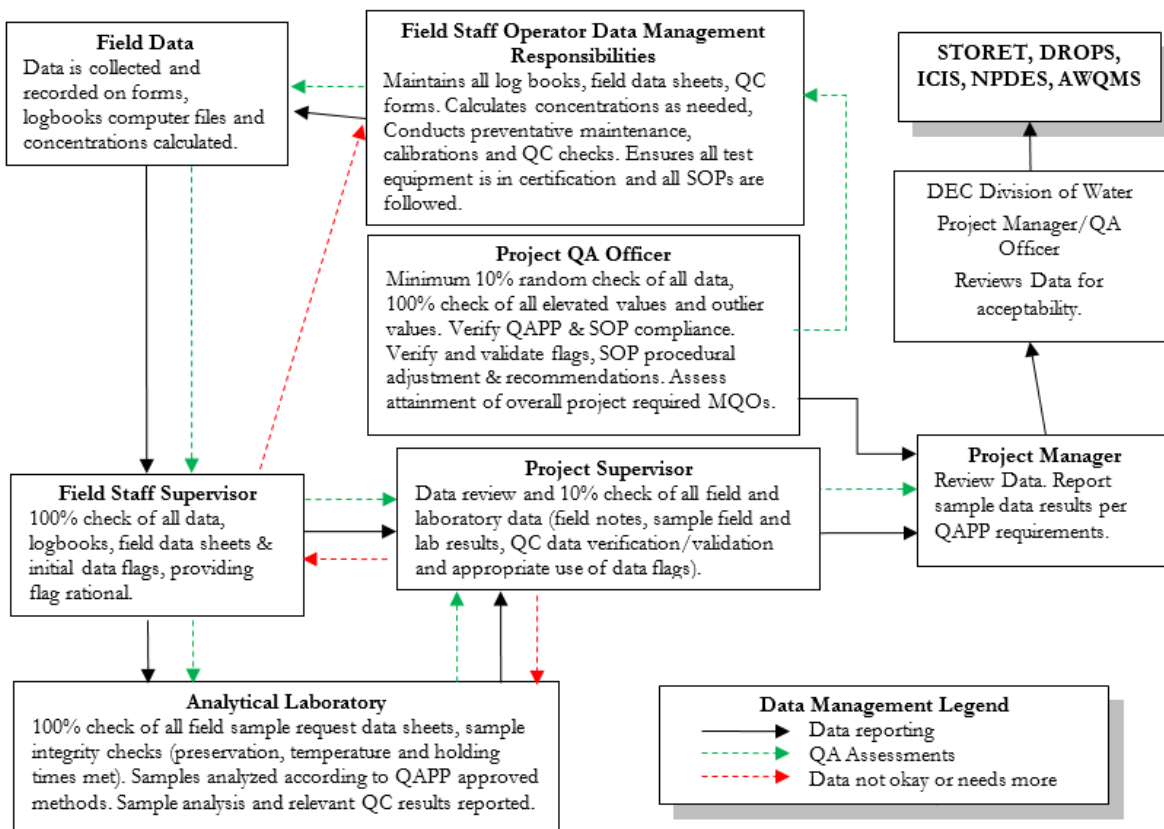 Field Data
Data is collected and
recorded on forms,
logbooks computer files and
concentrations calculated.
Field Staff Operator Data Management
Responsibilities
Maintains all log books, field data sheets, QC
forms. Calculates concentrations as needed,
Conducts preventative maintenance,
calibrations and QC checks. Ensures all test
equipment is in certification and all SOPs are
followed.
STORET, DROPS,
ICIS, NPDES, AWQMS
DEC Division of Water
Project Manager/QA
Officer
Reviews Data for
acceptability.
Project QA Officer
Minimum 10% random check of all data,
100% check of all elevated values and outlier
values. Verify QAPP & SOP compliance.
Verify and validate flags, SOP procedural
adjustment & recommendations. Assess
attainment of overall project required MQOs.
Field Staff Supervisor
100% check of all data,
logbooks, field data sheets &
initial data flags, providing
flag rational.
Project Supervisor
Data review and 10% check of all field and
laboratory data (field notes, sample field and
lab results, QC data verification/validation
and appropriate use of data flags).
Project Manager
Review Data. Report
sample data results per
QAPP requirements.
Analytical Laboratory
100% check of all field sample request data sheets, sample
integrity checks (preservation, temperature and holding
times met). Samples analyzed according to QAPP approved
methods. Sample analysis and relevant QC results reported.
Data Management Legend
Data reporting
QA Assessments
Data not okay or needs more